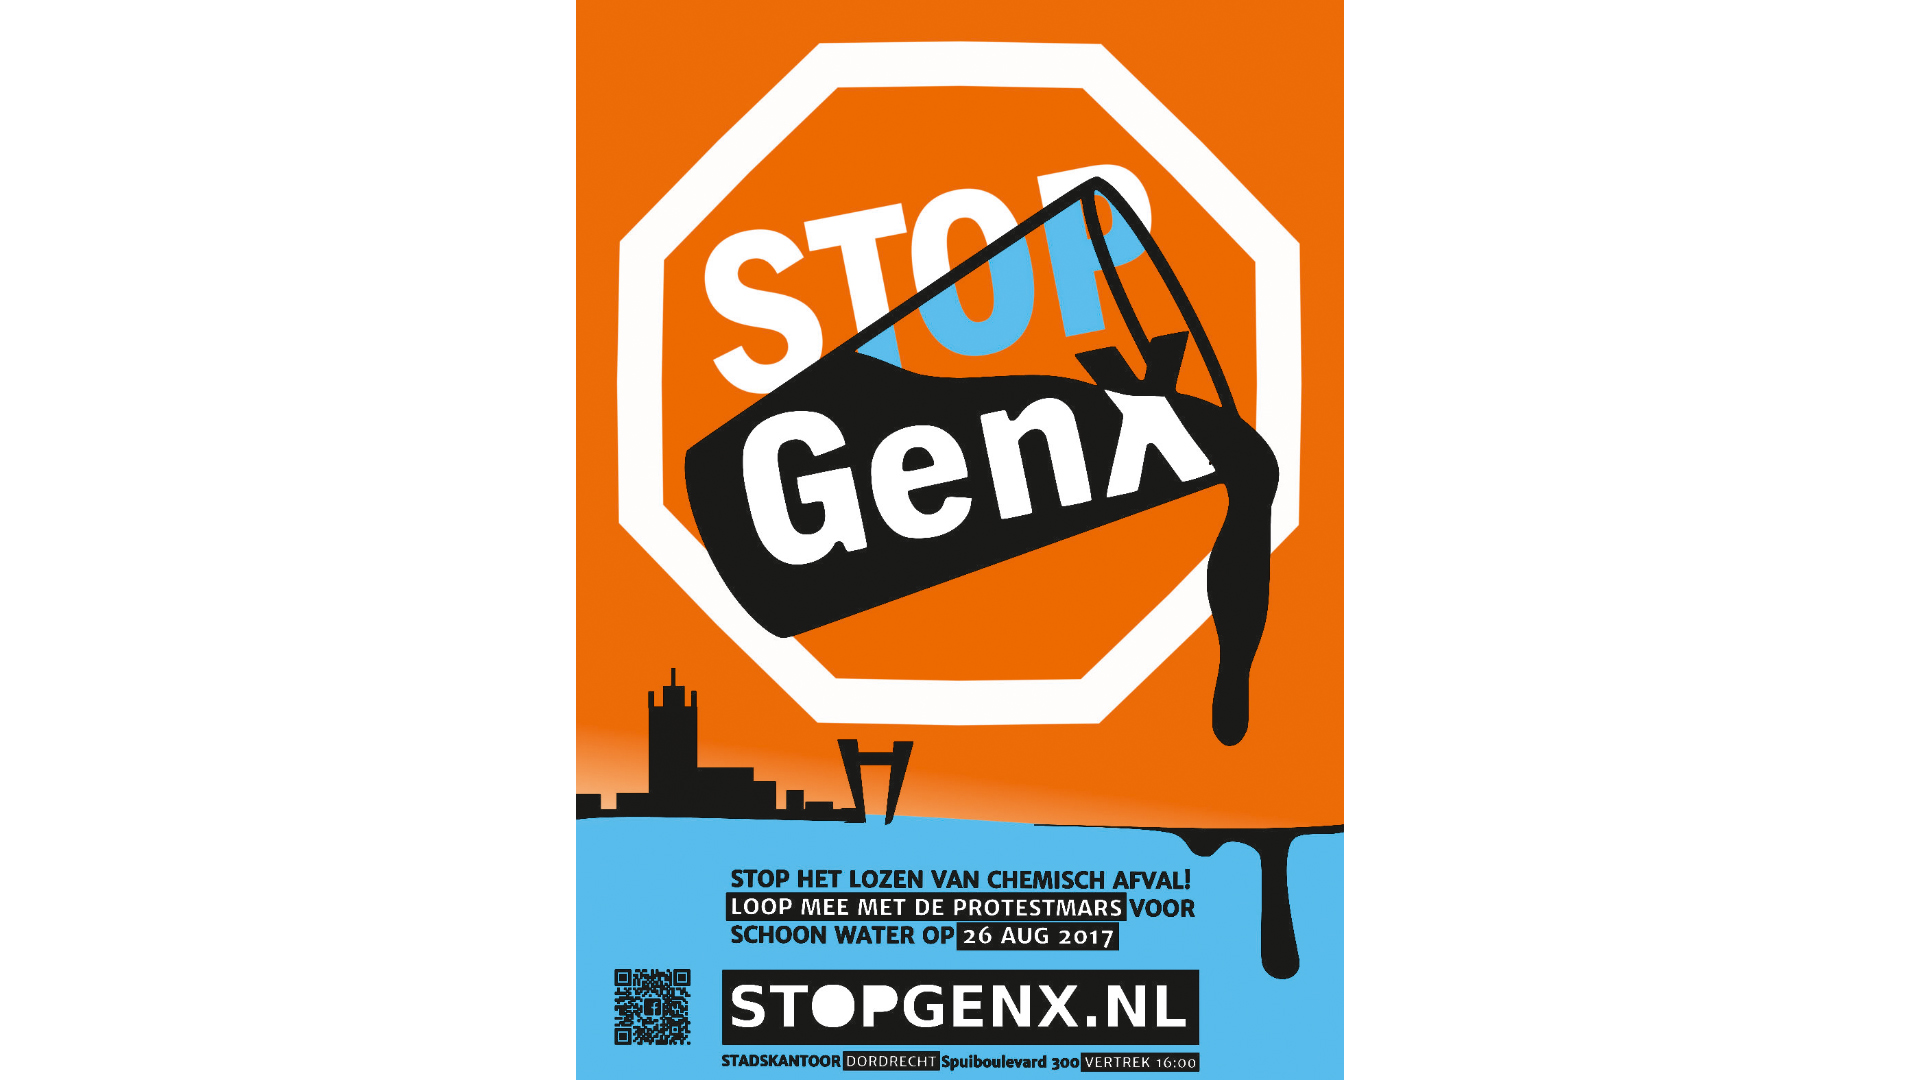 STOP
GenX
STOP HET LOZEN VAN CHEMISCH AFVAL!
LOOP MEE MET DE PROTESTMARS VOOR
SCHOON WATER OP 26 AUG 2017
STOPGENX.NL
STADSKANTOOR DORDRECHT Spuiboulevard 300 VERTREK 16:00